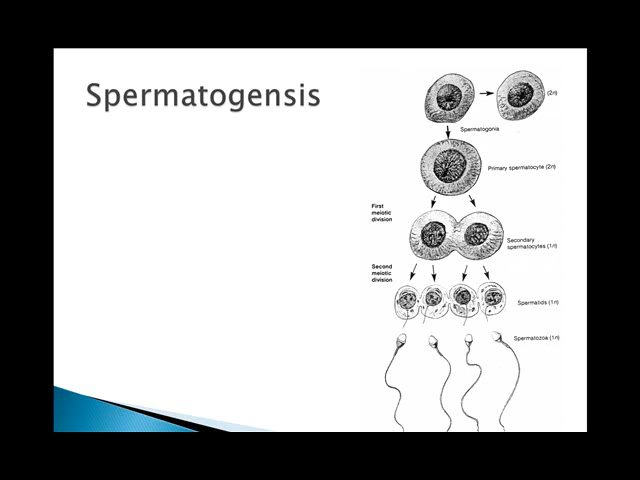 Spermatogensis
(2n)
Spermatogonia
Primary spermatocyte (2n)
First
meiotic
division
Secondary
spermatocytes (1n)
Second
meiotic
division
Spermatids (1n)
Spermatozoa (1n)